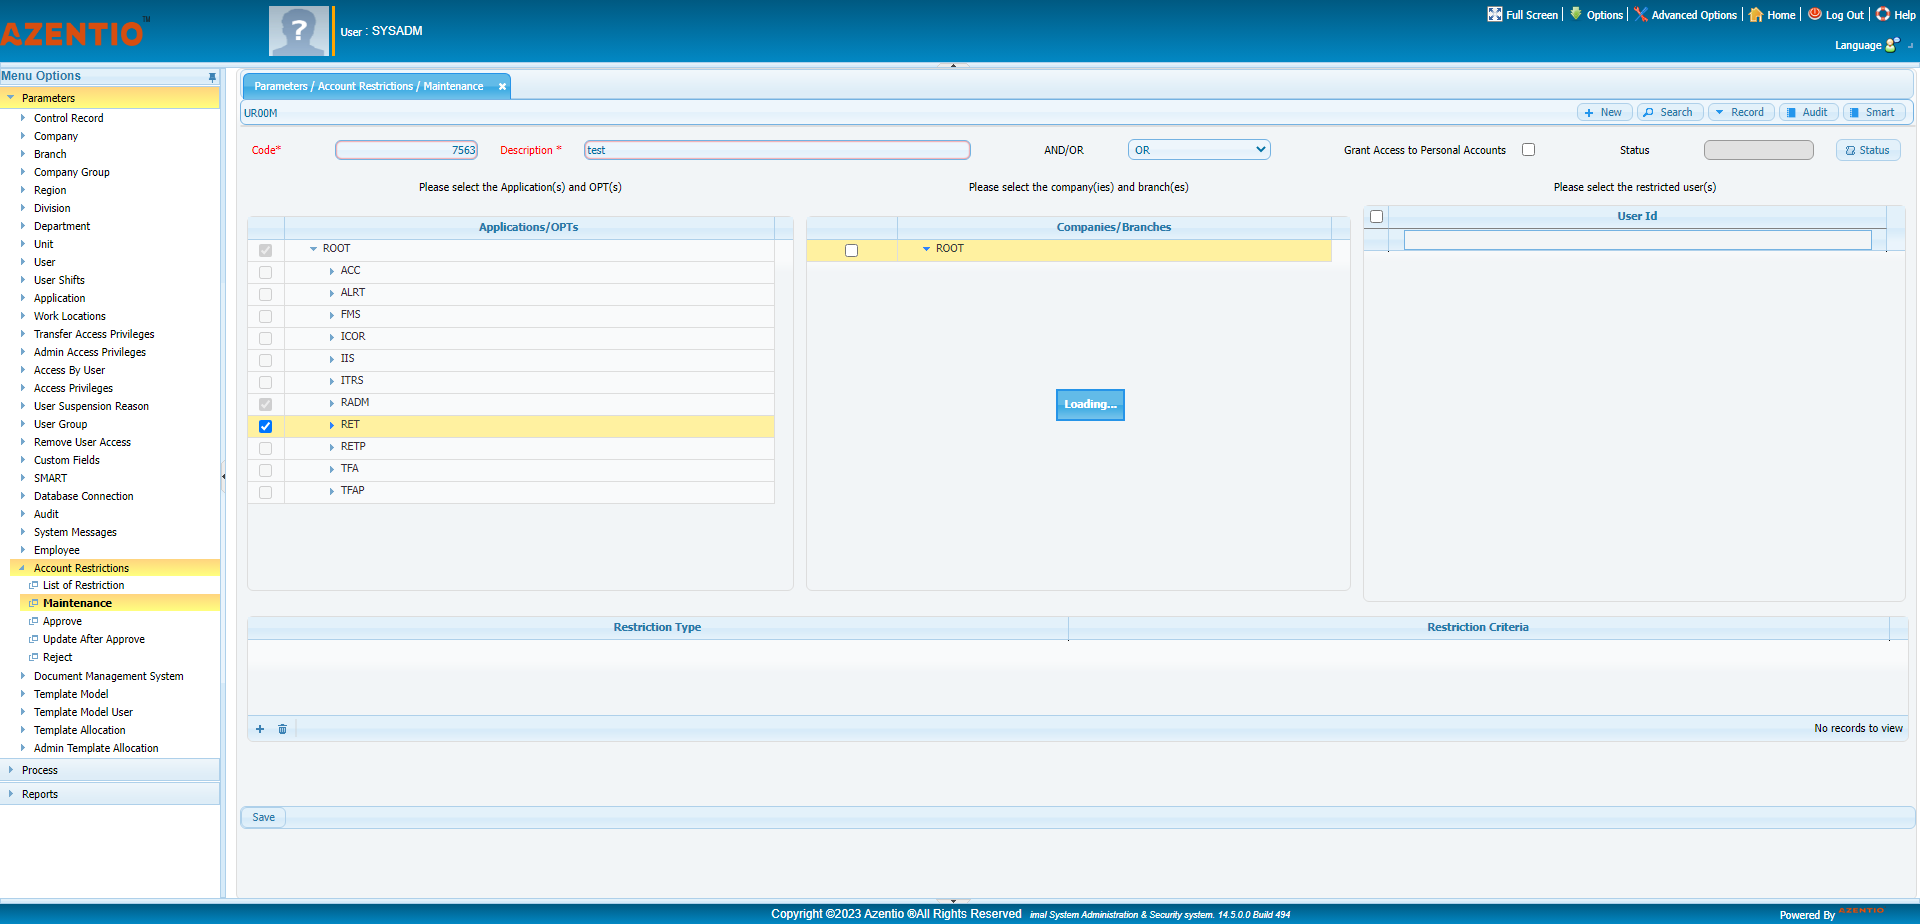 AZENTIO™
User : SYSADM
Full Screen
Options
Advanced Options
Home
Log Out
Help
Language
Menu Options
Parameters
Control Record
Company
Branch
Company Group
Region
Division
Department
Unit
User
User Shifts
Application
Work Locations
Transfer Access Privileges
Admin Access Privileges
Access By User
Access Privileges
User Suspension Reason
User Group
Remove User Access
Custom Fields
SMART
Database Connection
Audit
System Messages
Employee
Account Restrictions
List of Restriction
Maintenance
Approve
Update After Approve
Reject
Document Management System
Template Model
Template Model User
Template Allocation
Admin Template Allocation
Process
Reports
Parameters / Account Restrictions / Maintenance
UR00M
New
Search
Record
Audit
Smart
Code* 7563
Description * test
AND/OR OR
Grant Access to Personal Accounts
Status
Status
Please select the Application(s) and OPT(s)
Please select the company(ies) and branch(es)
Please select the restricted user(s)
Applications/OPTs
ROOT
ACC
ALRT
FMS
ICOR
IIS
ITRS
RADM
RET
RETP
TFA
TFAP
Companies/Branches
ROOT
Loading...
User Id
Restriction Type
Restriction Criteria
No records to view
Save
Copyright ©2023 Azentio ®All Rights Reserved imal System Administration & Security system. 14.5.0.0 Build 494
Powered By AZENTIO